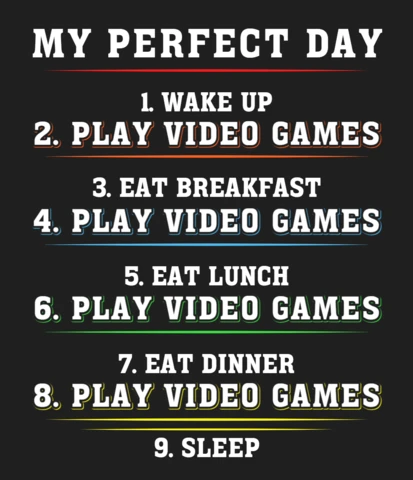 MY PERFECT DAY
1. WAKE UP
2. PLAY VIDEO GAMES
3. EAT BREAKFAST
4. PLAY VIDEO GAMES
5. EAT LUNCH
6. PLAY VIDEO GAMES
7. EAT DINNER
8. PLAY VIDEO GAMES
9. SLEEP